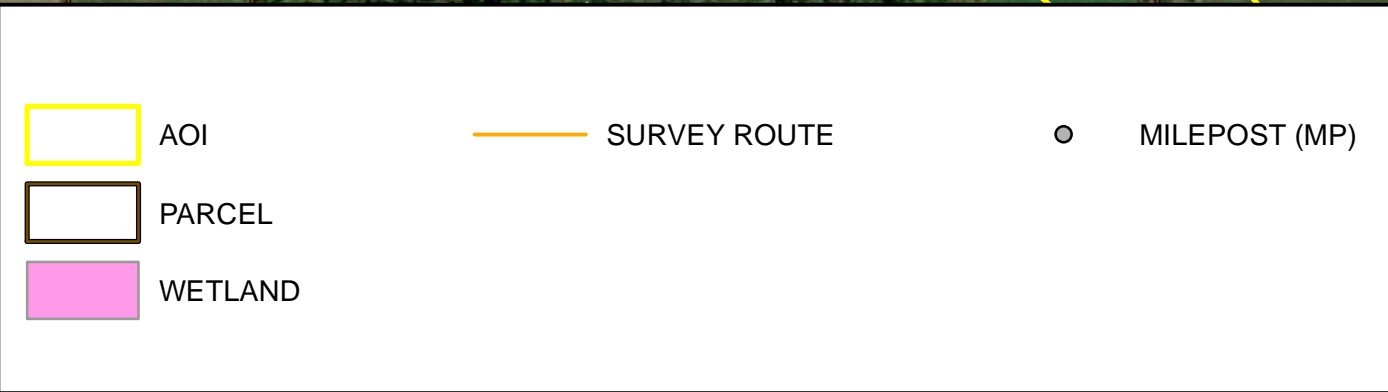 AOI
SURVEY ROUTE
MILEPOST (MP)
PARCEL
WETLAND